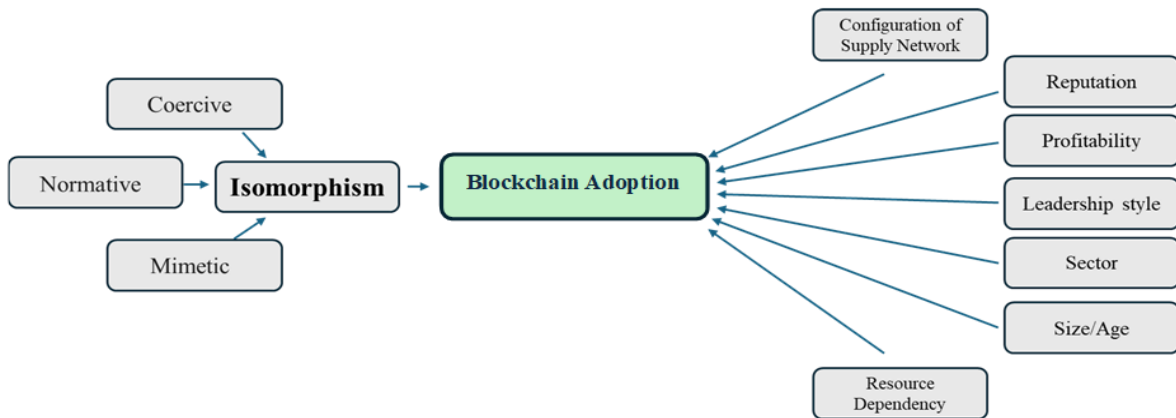 Coercive
Normative
Isomorphism
Mimetic
Blockchain Adoption
Configuration of
Supply Network
Reputation
Profitability
Leadership style
Sector
Size/Age
Resource
Dependency